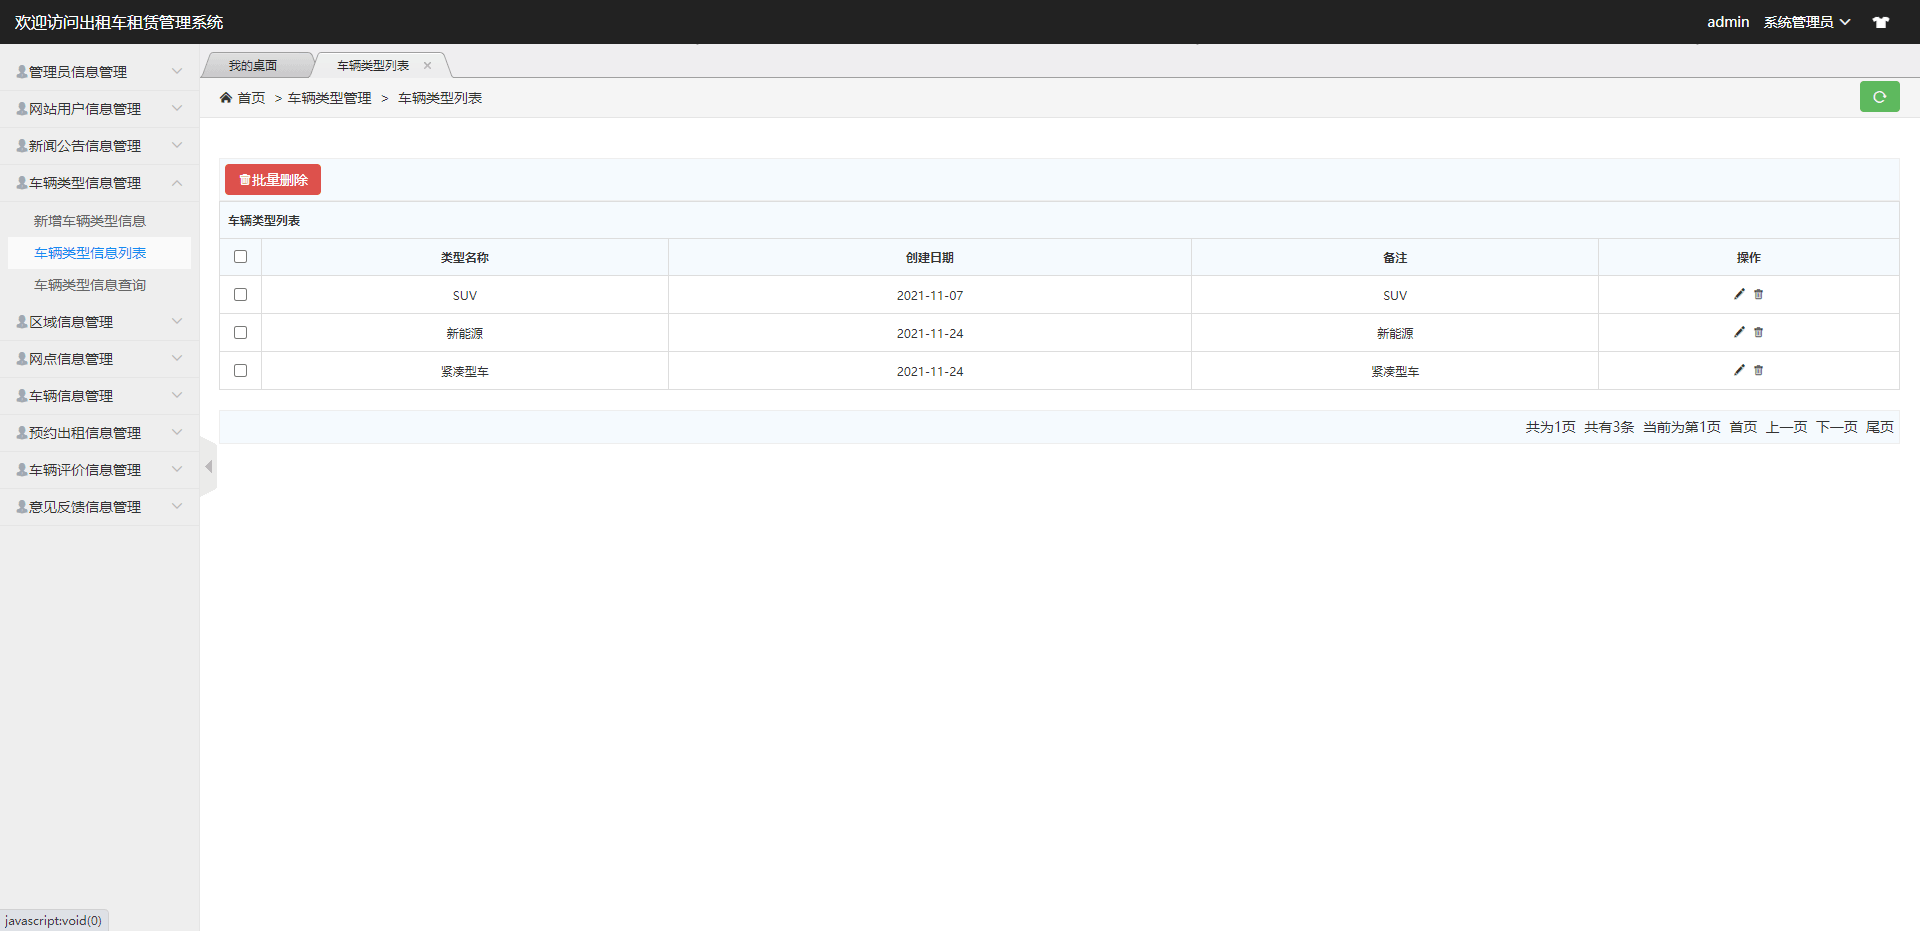 欢迎访问出租车租赁管理系统
admin 系统管理员
管理员信息管理
网站用户信息管理
新闻公告信息管理
车辆类型信息管理
新增车辆类型信息
车辆类型信息列表
车辆类型信息查询
区域信息管理
网点信息管理
车辆信息管理
预约出租信息管理
车辆评价信息管理
意见反馈信息管理
我的桌面 车辆类型列表
首页 > 车辆类型管理 > 车辆类型列表
批量删除
车辆类型列表
类型名称 创建日期 备注 操作
SUV 2021-11-07 SUV
新能源 2021-11-24 新能源
紧凑型车 2021-11-24 紧凑型车
共为1页 共有3条 当前为第1页 首页 上一页 下一页 尾页
javascript:void(0)